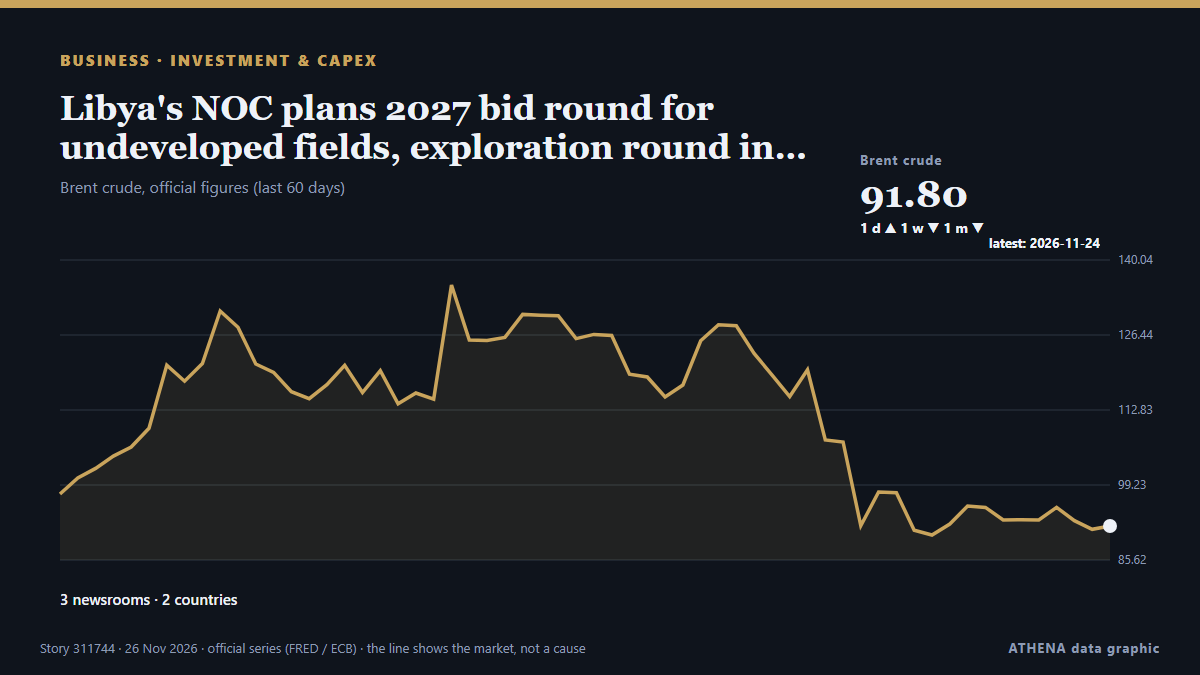 BUSINESS · INVESTMENT & CAPEX
Libya's NOC plans 2027 bid round for
undeveloped fields, exploration round in...
Brent crude, official figures (last 60 days)
Brent crude
91.80
1 d ▲ 1 w ▼ 1 m ▼
latest: 2026-11-24
140.04
126.44
112.83
99.23
85.62
3 newsrooms · 2 countries
Story 311744 · 26 Nov 2026 · official series (FRED / ECB) · the line shows the market, not a cause
ATHENA data graphic